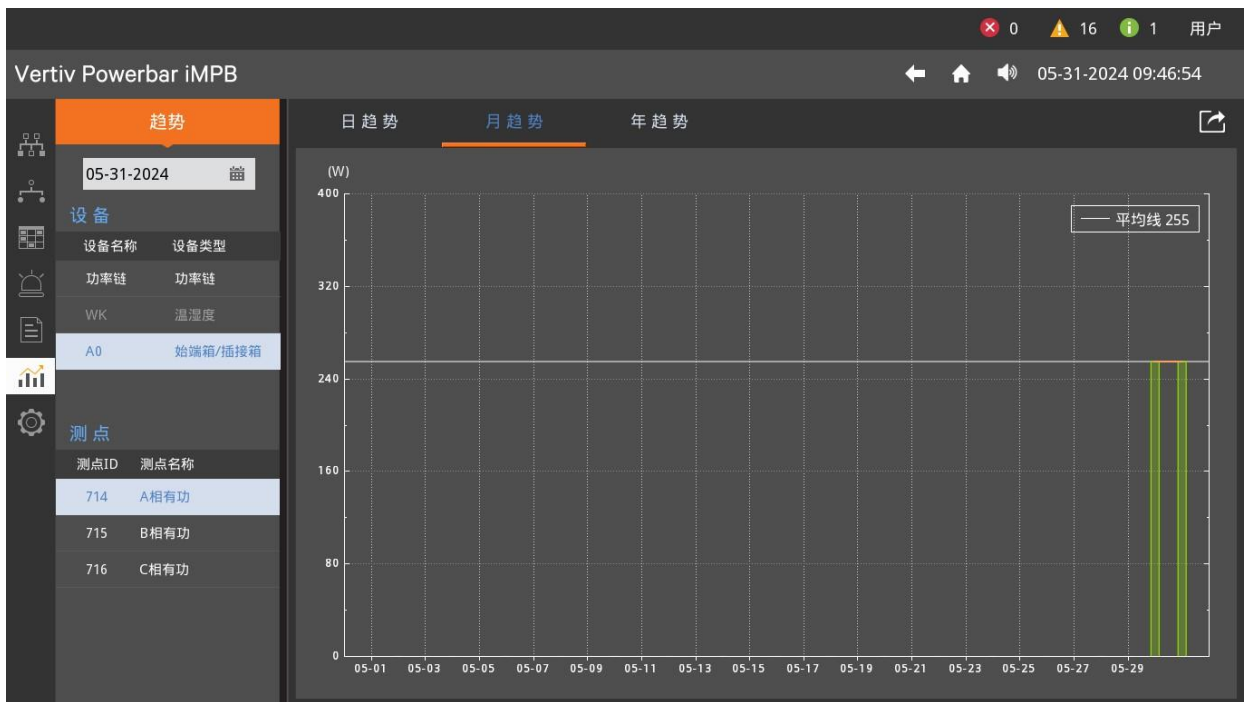 0 16 1 用户
Vertiv Powerbar iMPB 05-31-2024 09:46:54
趋势
05-31-2024
设备
设备名称 设备类型
功率链 功率链
WK 温湿度
A0 始端箱/插接箱
测点
测点ID 测点名称
714 A相有功
715 B相有功
716 C相有功
日趋势 月趋势 年趋势
(W)
400
平均线 255
320
240
160
80
0
05-01 05-03 05-05 05-07 05-09 05-11 05-13 05-15 05-17 05-19 05-21 05-23 05-25 05-27 05-29